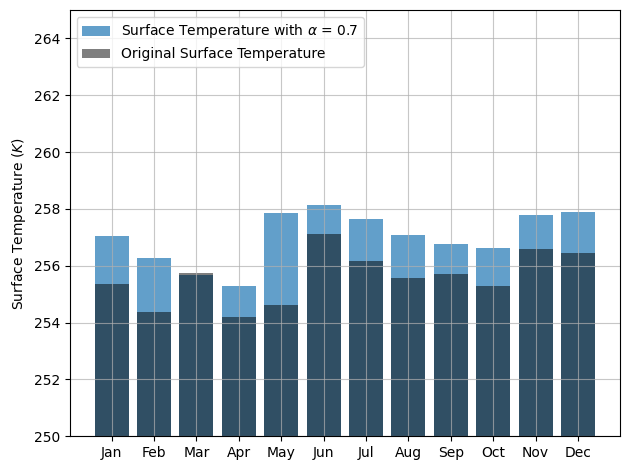 Surface Temperature with α = 0.7
Original Surface Temperature
Surface Temperature (K)
264
262
260
258
256
254
252
250
Jan Feb Mar Apr May Jun Jul Aug Sep Oct Nov Dec